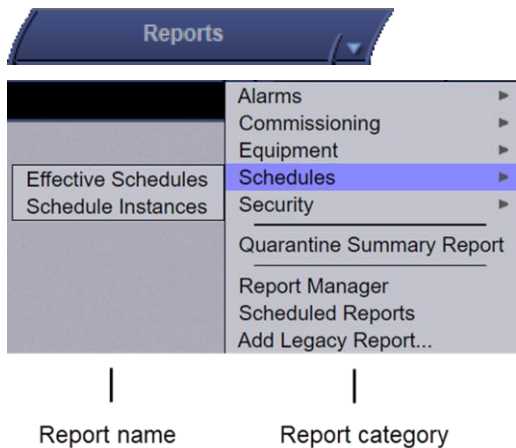 Reports
Alarms
Commissioning
Equipment
Effective Schedules Schedules
Schedule Instances Security
Quarantine Summary Report
Report Manager
Scheduled Reports
Add Legacy Report...
Report name Report category